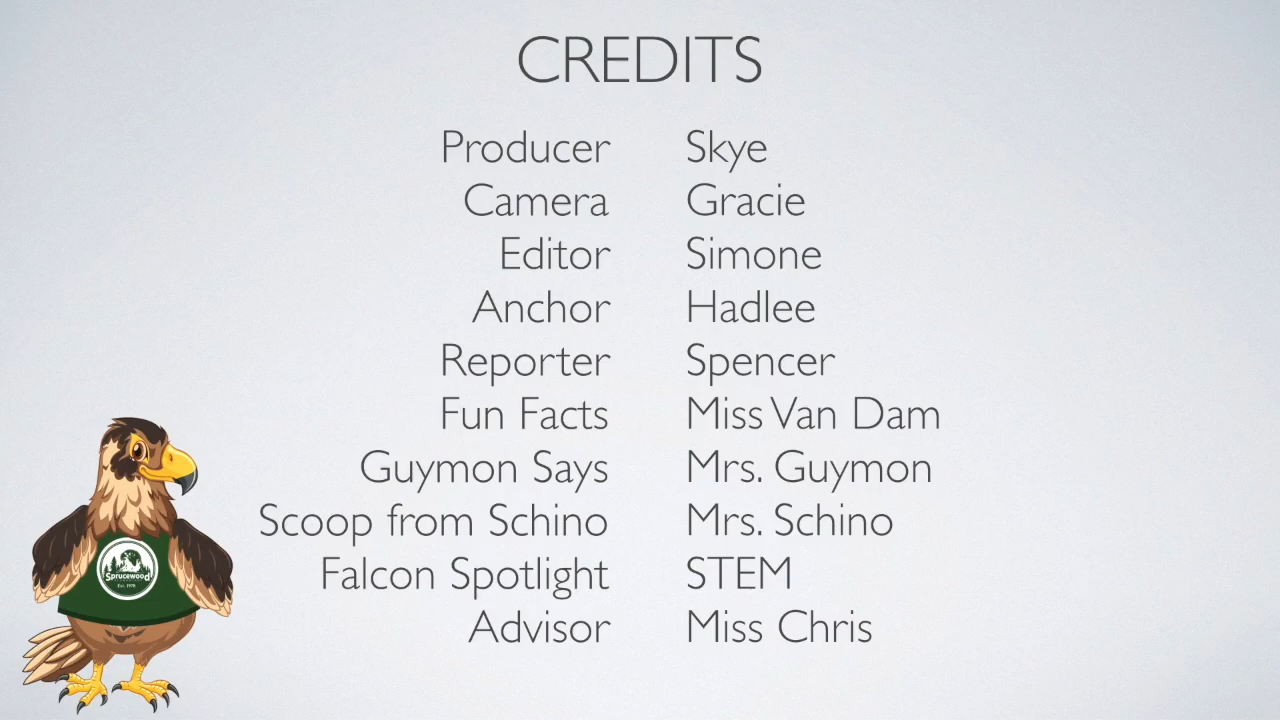 CREDITS
Producer Skye
Camera Gracie
Editor Simone
Anchor Hadlee
Reporter Spencer
Fun Facts Miss Van Dam
Guymon Says Mrs. Guymon
Scoop from Schino Mrs. Schino
Falcon Spotlight STEM
Advisor Miss Chris
Sprucewood